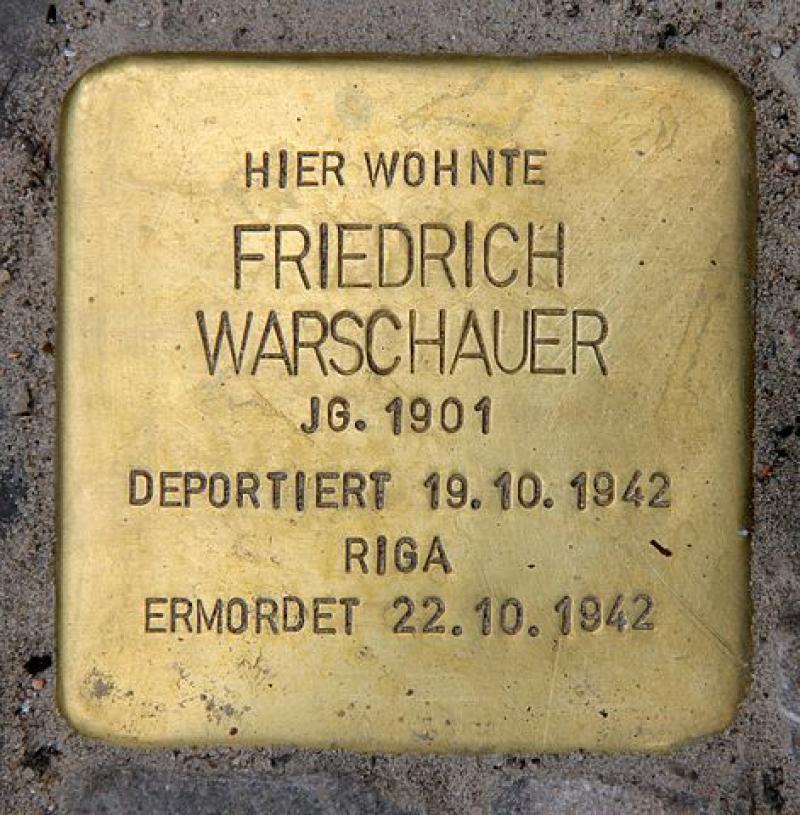 HIER WOHNTE
FRIEDRICH
WARSCHAUER
JG. 1901
DEPORTIERT 19.10.1942
RIGA
ERMORDET 22.10.1942